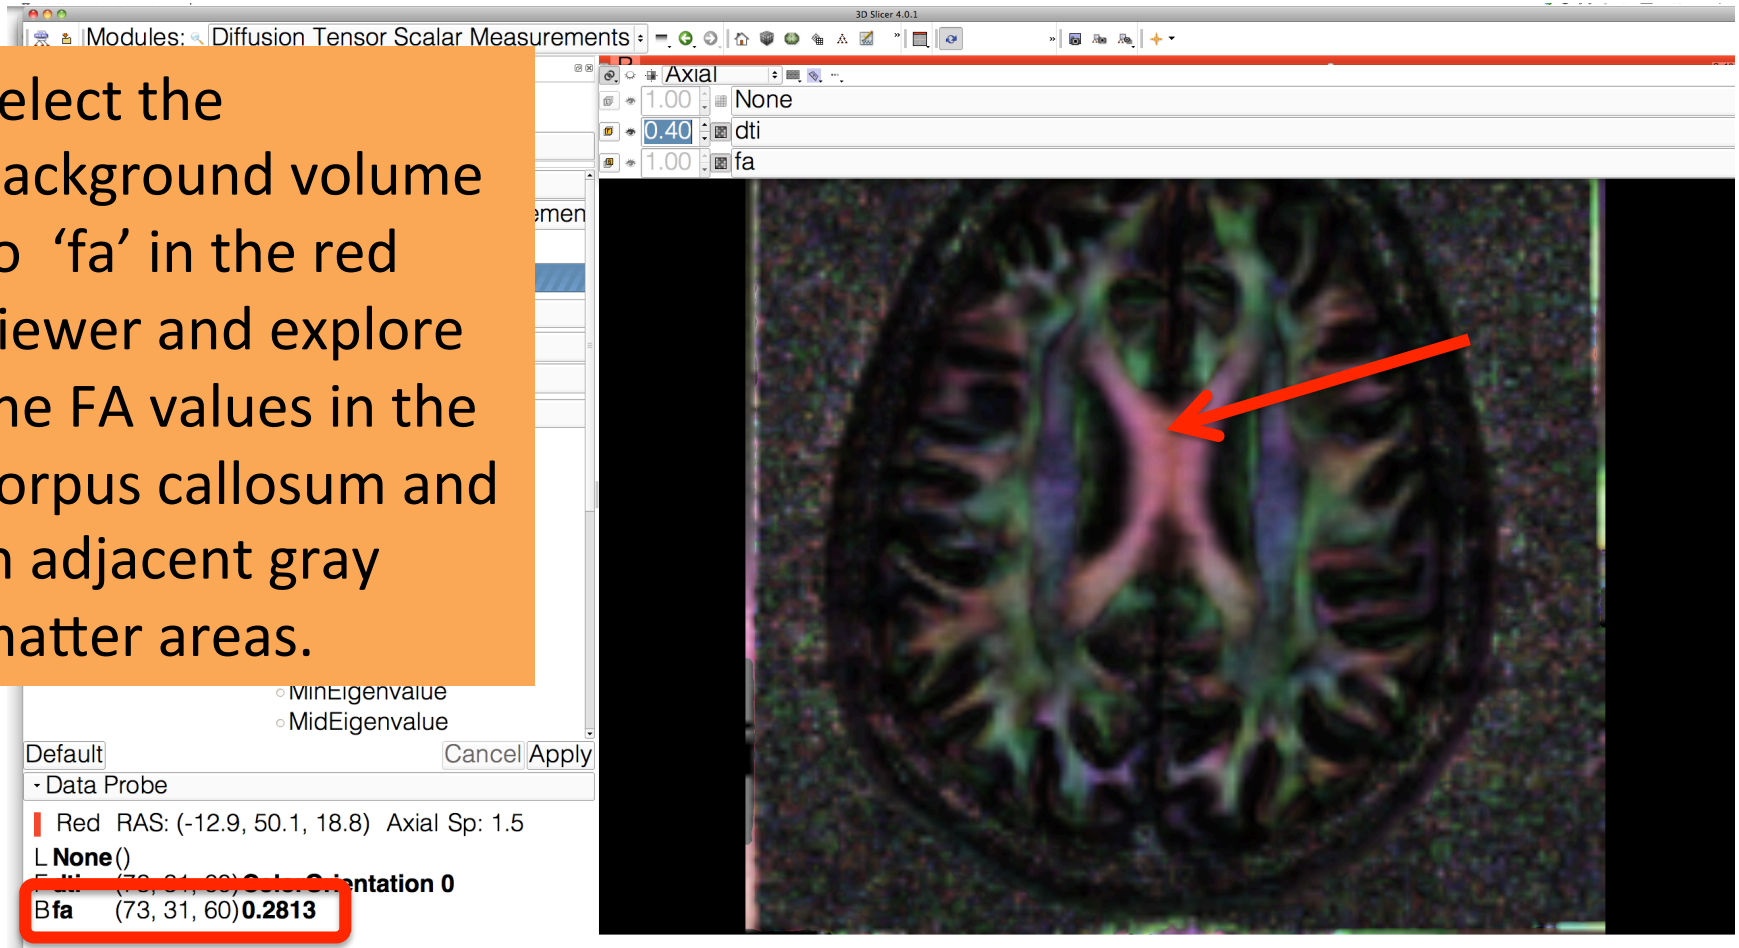 3D Slicer 4.0.1
Modules: Diffusion Tensor Scalar Measurements
elect the
ackground volume
o ‘fa’ in the red
iewer and explore
he FA values in the
orpus callosum and
n adjacent gray
natter areas.
emen
MinEigenvalue
MidEigenvalue
Default Cancel Apply
Data Probe
Red RAS: (-12.9, 50.1, 18.8) Axial Sp: 1.5
L None ()
Orientation 0
B fa (73, 31, 60) 0.2813
Axial
1.00 None
0.40 dti
1.00 fa